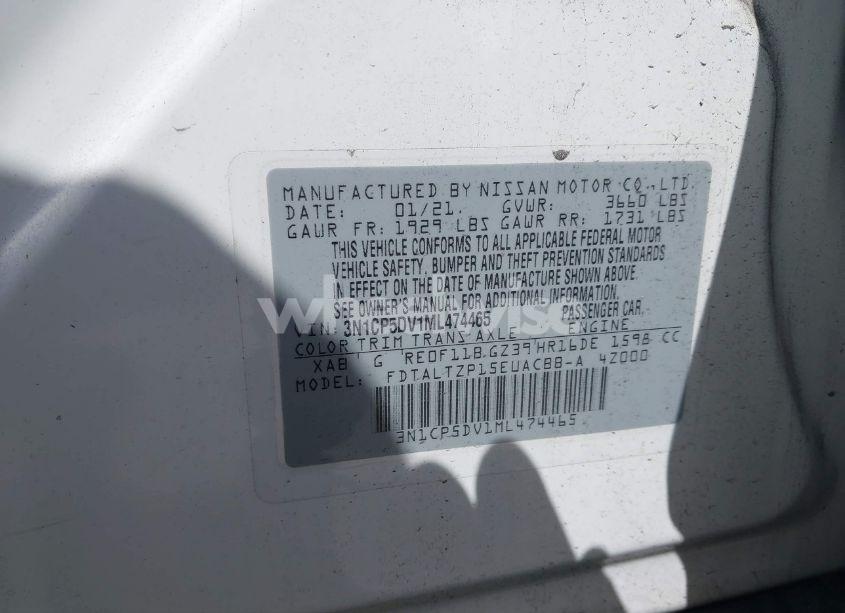 MANUFACTURED BY NISSAN MOTOR CO., LTD.
DATE: 01/21. GVWR: 3660 LBS
GAWR FR: 1929 LBS GAWR RR: 1731 LBS
THIS VEHICLE CONFORMS TO ALL APPLICABLE FEDERAL MOTOR
VEHICLE SAFETY, BUMPER AND THEFT PREVENTION STANDARDS
IN EFFECT ON THE DATE OF MANUFACTURE SHOWN ABOVE.
SEE OWNER'S MANUAL FOR ADDITIONAL INFORMATION.
VIN: 3N1CP5DV1ML474465 PASSENGER CAR.
COLOR TRIM TRANS AXLE ENGINE
XAB G RE0F11B GZ39 HR16DE 1598 CC
MODEL: FDTALTZP15EUACBB-A 4Z000
3N1CP5DV1ML474465